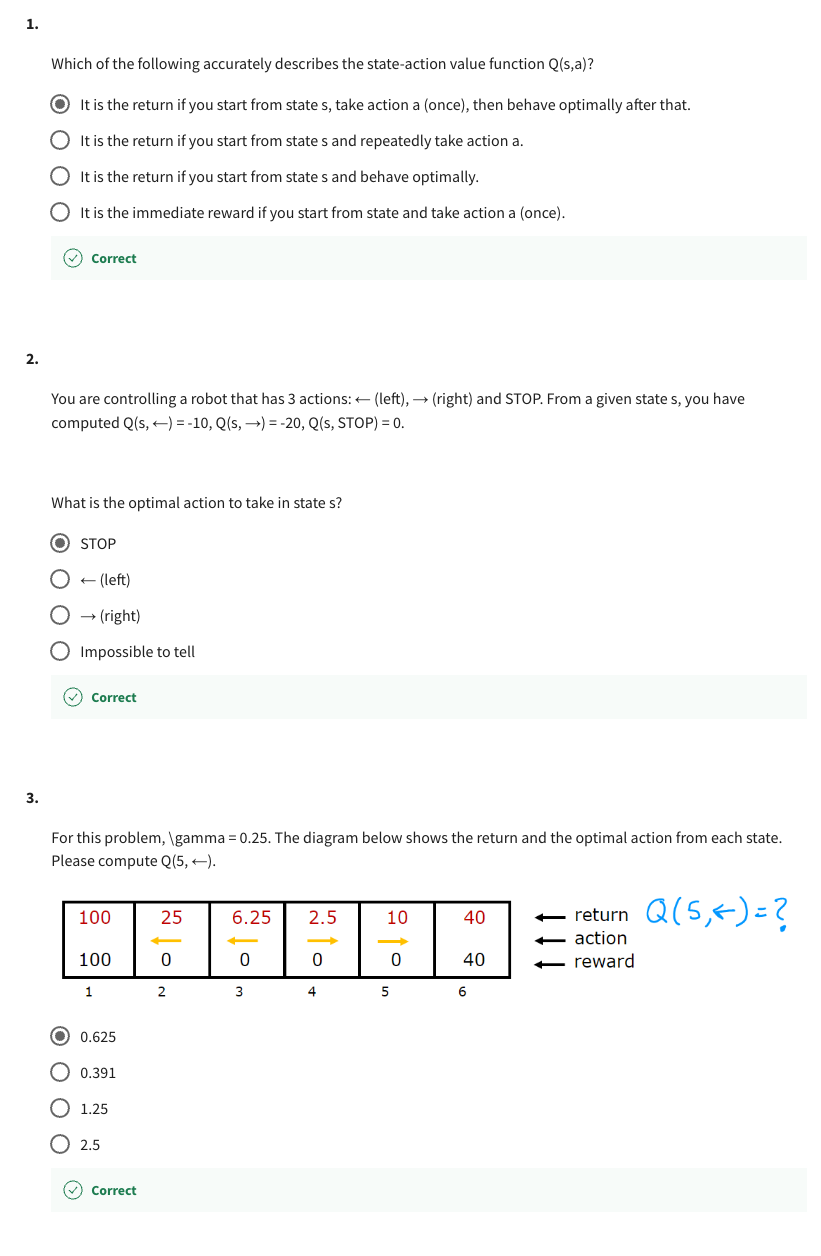 1.
Which of the following accurately describes the state-action value function Q(s,a)?
It is the return if you start from state s, take action a (once), then behave optimally after that.
It is the return if you start from state s and repeatedly take action a.
It is the return if you start from state s and behave optimally.
It is the immediate reward if you start from state and take action a (once).
Correct
2.
You are controlling a robot that has 3 actions: ← (left), → (right) and STOP. From a given state s, you have
computed Q(s, ←) = -10, Q(s, →) = -20, Q(s, STOP) = 0.
What is the optimal action to take in state s?
STOP
← (left)
→ (right)
Impossible to tell
Correct
3.
For this problem, \gamma = 0.25. The diagram below shows the return and the optimal action from each state.
Please compute Q(5, ←).
100 25 6.25 2.5 10 40 ← return Q(5,←)=?
← ← → → ← action
100 0 0 0 0 40 ← reward
1 2 3 4 5 6
0.625
0.391
1.25
2.5
Correct